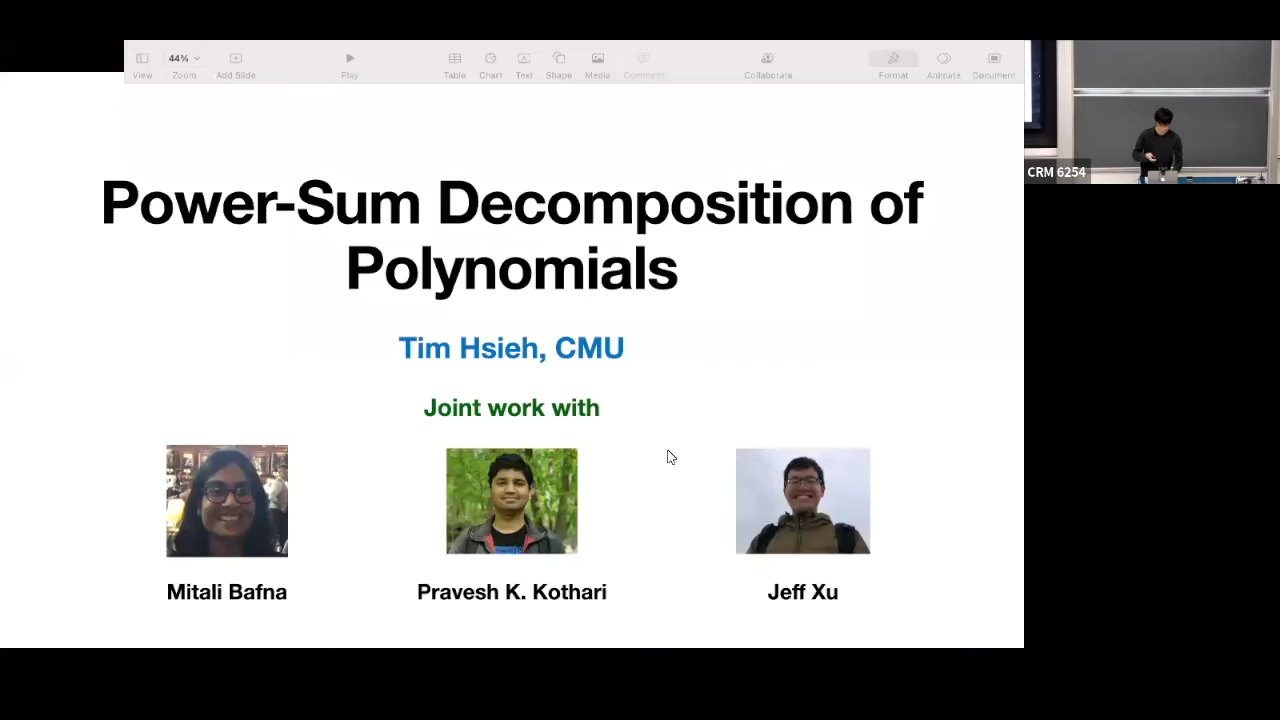 44%
View Zoom Add Slide Play Table Chart Text Shape Media Comment Collaborate Format Animate Document
CRM 6254
Power-Sum Decomposition of
Polynomials
Tim Hsieh, CMU
Joint work with
Mitali Bafna Pravesh K. Kothari Jeff Xu